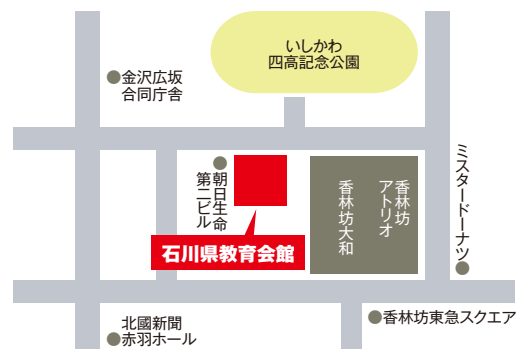 いしかわ
四高記念公園
金沢広坂
合同庁舎
朝日生命
第二ビル
香林坊
アトリオ
香林坊大和
ミスタードーナツ
石川県教育会館
北國新聞
赤羽ホール
香林坊東急スクエア